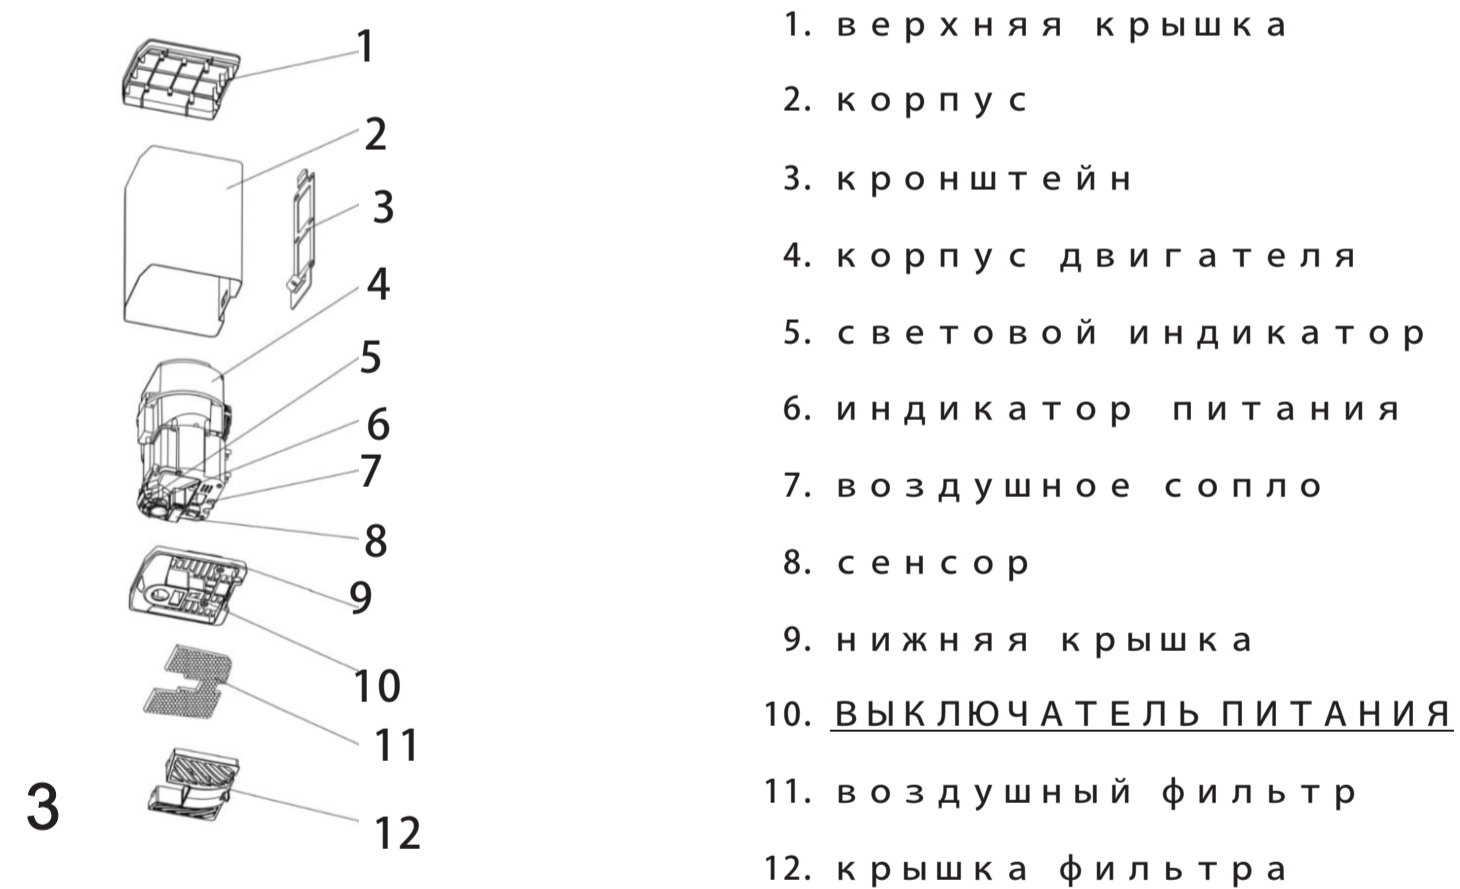 1
2
3
4
5
6
7
8
9
10
11
12
3
1. верхняя крышка
2. корпус
3. кронштейн
4. корпус двигателя
5. световой индикатор
6. индикатор питания
7. воздушное сопло
8. сенсор
9. нижняя крышка
10. ВЫКЛЮЧАТЕЛЬ ПИТАНИЯ
11. воздушный фильтр
12. крышка фильтра